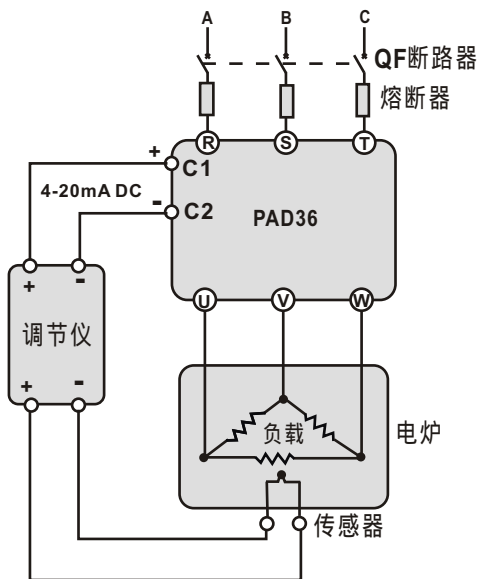 A B C
QF断路器
熔断器
R S T
+ C1
4-20mA DC
- C2
PAD36
+ -
U V W
调节仪
+ -
负载
电炉
传感器